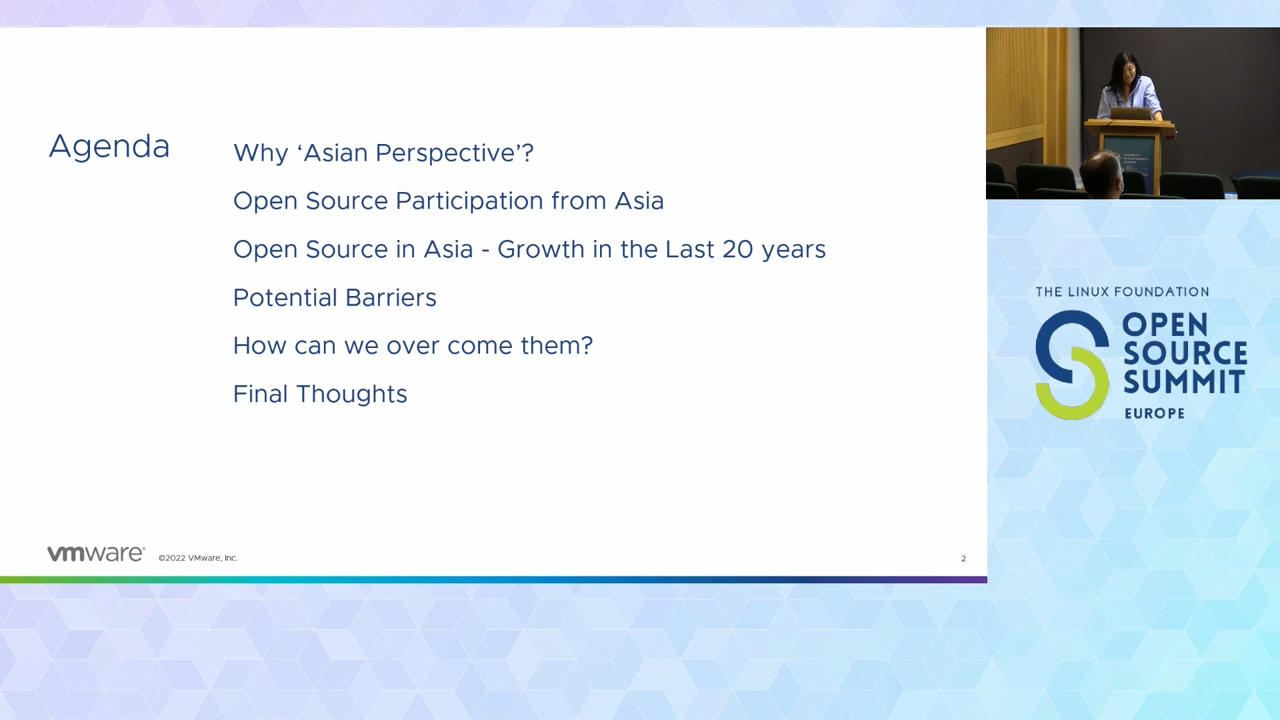 Agenda
Why ‘Asian Perspective’?
Open Source Participation from Asia
Open Source in Asia - Growth in the Last 20 years
Potential Barriers
How can we over come them?
Final Thoughts
vmware®
©2022 VMware, Inc.
2
THE LINUX FOUNDATION
OPEN
SOURCE
SUMMIT
EUROPE